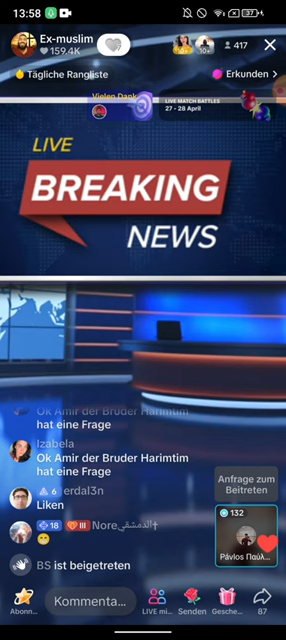 13:58
Ex-muslim
159.4K
10+
417
Tägliche Rangliste
Erkunden >
Vielen Dank
LIVE MATCH BATTLES
27 - 28 April
LIVE
BREAKING
NEWS
Ok Amir der Bruder Harimtim
hat eine Frage
Izabela
Ok Amir der Bruder Harimtim
hat eine Frage
6 erdal3n
Liken
18 III Noreالدمشقي✝
😁
BS ist beigetreten
Anfrage zum
Beitreten
132
Pávlos Παύλ...
Abonn...
Kommenta...
LIVE mi...
Senden
Gesche...
87